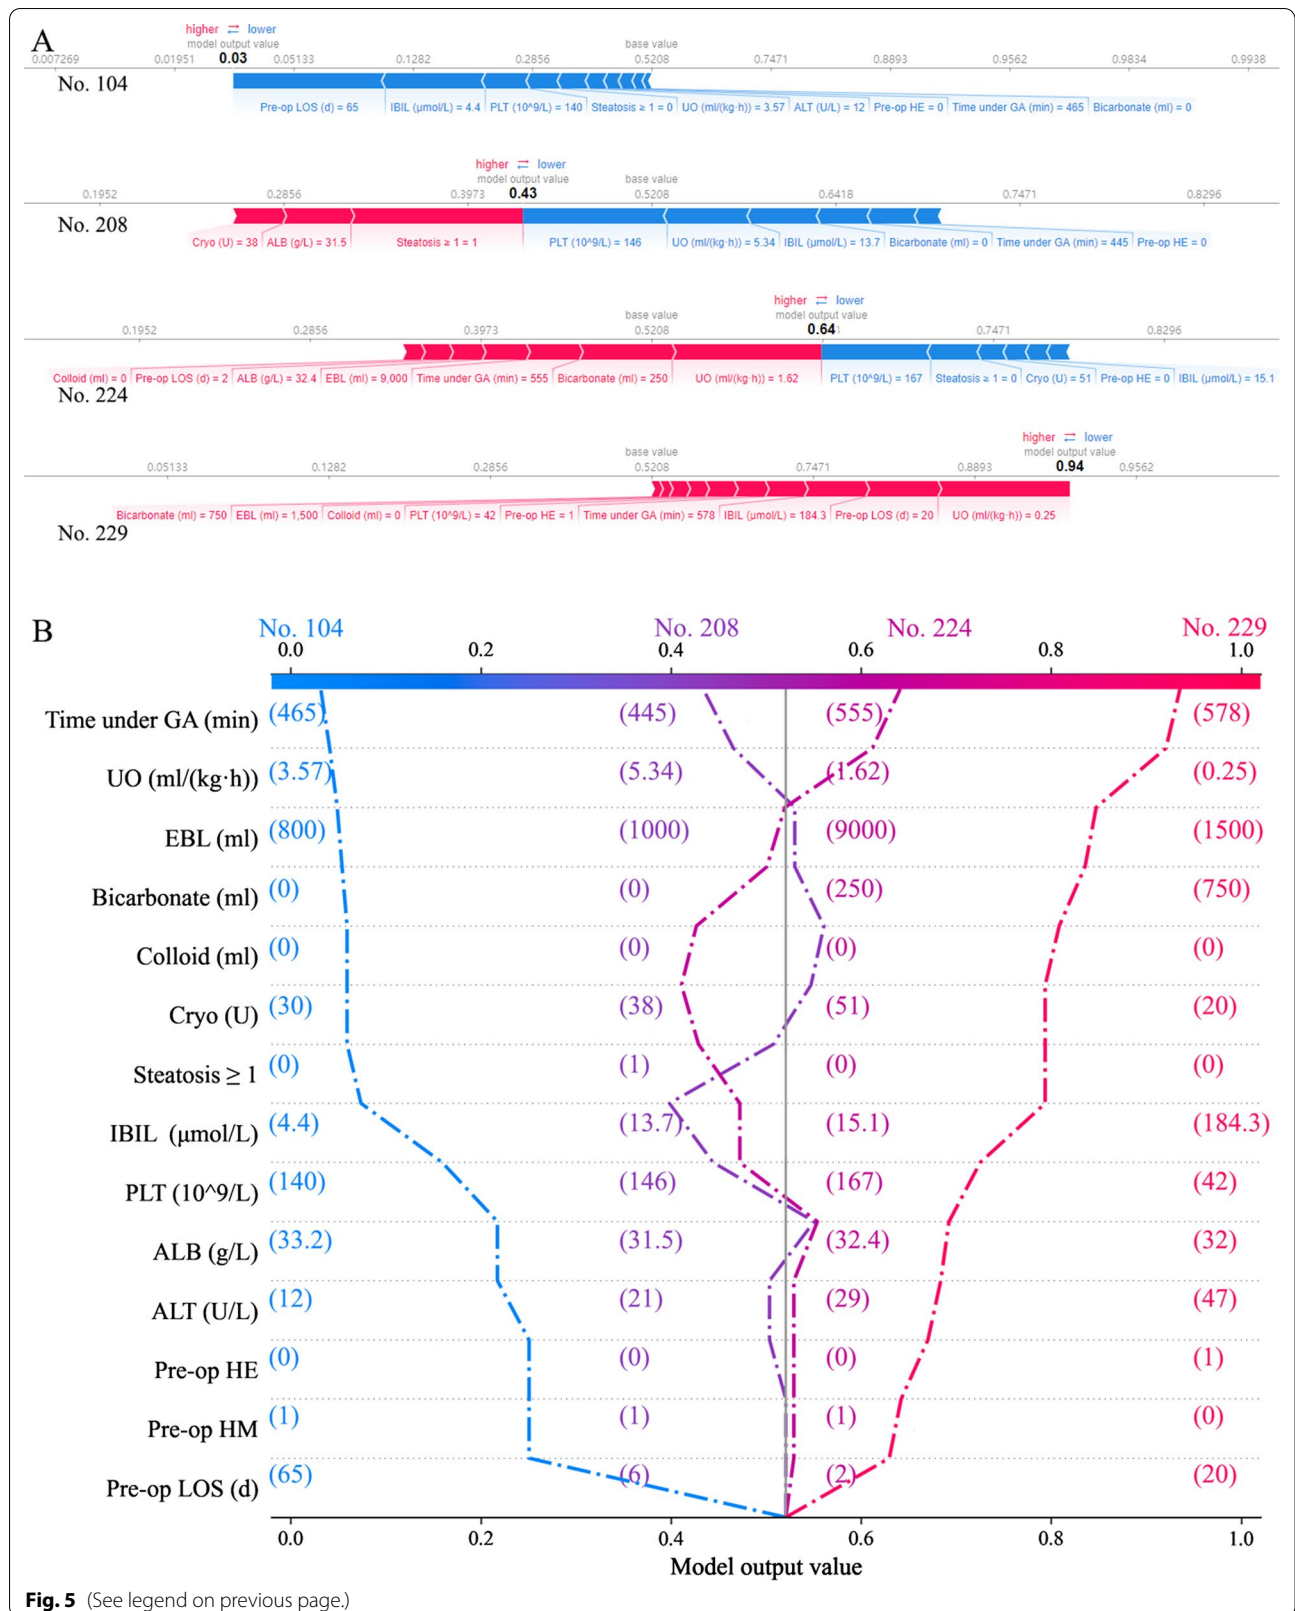 A
higher ⇄ lower
model output value
base value
0.007269 0.01951 0.03 0.05133 0.1282 0.2856 0.5208 0.7471 0.8893 0.9562 0.9834 0.9938
No. 104
Pre-op LOS (d) = 65 IBIL (μmol/L) = 4.4 PLT (10^9/L) = 140 Steatosis ≥ 1 = 0 UO (ml/(kg·h)) = 3.57 ALT (U/L) = 12 Pre-op HE = 0 Time under GA (min) = 465 Bicarbonate (ml) = 0
higher ⇄ lower
model output value base value
0.1952 0.2856 0.3973 0.43 0.5208 0.6418 0.7471 0.8296
No. 208
Cryo (U) = 38 ALB (g/L) = 31.5 Steatosis ≥ 1 = 1 PLT (10^9/L) = 146 UO (ml/(kg·h)) = 5.34 IBIL (μmol/L) = 13.7 Bicarbonate (ml) = 0 Time under GA (min) = 445 Pre-op HE = 0
higher ⇄ lower
base value model output value
0.1952 0.2856 0.3973 0.5208 0.64 0.7471 0.8296
Colloid (ml) = 0 Pre-op LOS (d) = 2 ALB (g/L) = 32.4 EBL (ml) = 9,000 Time under GA (min) = 555 Bicarbonate (ml) = 250 UO (ml/(kg·h)) = 1.62 PLT (10^9/L) = 167 Steatosis ≥ 1 = 0 Cryo (U) = 51 Pre-op HE = 0 IBIL (μmol/L) = 15.1
No. 224
higher ⇄ lower
base value model output value
0.05133 0.1282 0.2856 0.5208 0.7471 0.8893 0.94 0.9562
Bicarbonate (ml) = 750 EBL (ml) = 1,500 Colloid (ml) = 0 PLT (10^9/L) = 42 Pre-op HE = 1 Time under GA (min) = 578 IBIL (μmol/L) = 184.3 Pre-op LOS (d) = 20 UO (ml/(kg·h)) = 0.25
No. 229
B
No. 104 No. 208 No. 224 No. 229
0.0 0.2 0.4 0.6 0.8 1.0
Time under GA (min) (465) (445) (555) (578)
UO (ml/(kg·h)) (3.57) (5.34) (1.62) (0.25)
EBL (ml) (800) (1000) (9000) (1500)
Bicarbonate (ml) (0) (0) (250) (750)
Colloid (ml) (0) (0) (0) (0)
Cryo (U) (30) (38) (51) (20)
Steatosis ≥ 1 (0) (1) (0) (0)
IBIL (μmol/L) (4.4) (13.7) (15.1) (184.3)
PLT (10^9/L) (140) (146) (167) (42)
ALB (g/L) (33.2) (31.5) (32.4) (32)
ALT (U/L) (12) (21) (29) (47)
Pre-op HE (0) (0) (0) (1)
Pre-op HM (1) (1) (1) (0)
Pre-op LOS (d) (65) (6) (2) (20)
0.0 0.2 0.4 0.6 0.8 1.0
Model output value
Fig. 5 (See legend on previous page.)